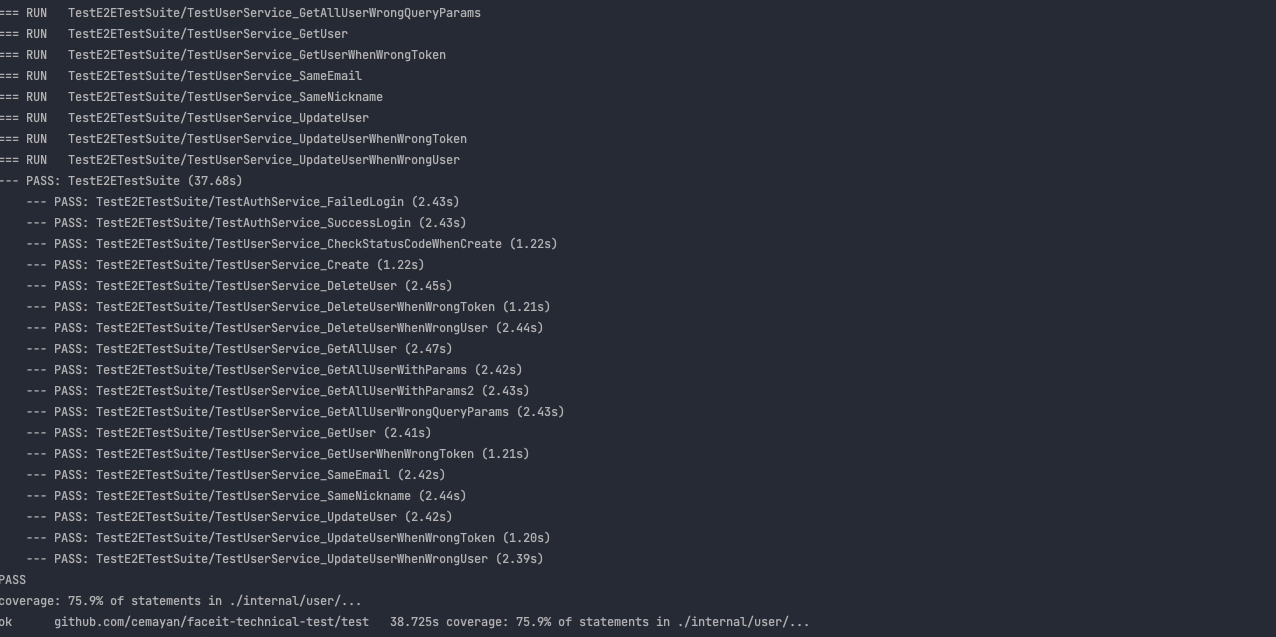 === RUN   TestE2ETestSuite/TestUserService_GetAllUserWrongQueryParams
=== RUN   TestE2ETestSuite/TestUserService_GetUser
=== RUN   TestE2ETestSuite/TestUserService_GetUserWhenWrongToken
=== RUN   TestE2ETestSuite/TestUserService_SameEmail
=== RUN   TestE2ETestSuite/TestUserService_SameNickname
=== RUN   TestE2ETestSuite/TestUserService_UpdateUser
=== RUN   TestE2ETestSuite/TestUserService_UpdateUserWhenWrongToken
=== RUN   TestE2ETestSuite/TestUserService_UpdateUserWhenWrongUser
--- PASS: TestE2ETestSuite (37.68s)
    --- PASS: TestE2ETestSuite/TestAuthService_FailedLogin (2.43s)
    --- PASS: TestE2ETestSuite/TestAuthService_SuccessLogin (2.43s)
    --- PASS: TestE2ETestSuite/TestUserService_CheckStatusCodeWhenCreate (1.22s)
    --- PASS: TestE2ETestSuite/TestUserService_Create (1.22s)
    --- PASS: TestE2ETestSuite/TestUserService_DeleteUser (2.45s)
    --- PASS: TestE2ETestSuite/TestUserService_DeleteUserWhenWrongToken (1.21s)
    --- PASS: TestE2ETestSuite/TestUserService_DeleteUserWhenWrongUser (2.44s)
    --- PASS: TestE2ETestSuite/TestUserService_GetAllUser (2.47s)
    --- PASS: TestE2ETestSuite/TestUserService_GetAllUserWithParams (2.42s)
    --- PASS: TestE2ETestSuite/TestUserService_GetAllUserWithParams2 (2.43s)
    --- PASS: TestE2ETestSuite/TestUserService_GetAllUserWrongQueryParams (2.43s)
    --- PASS: TestE2ETestSuite/TestUserService_GetUser (2.41s)
    --- PASS: TestE2ETestSuite/TestUserService_GetUserWhenWrongToken (1.21s)
    --- PASS: TestE2ETestSuite/TestUserService_SameEmail (2.42s)
    --- PASS: TestE2ETestSuite/TestUserService_SameNickname (2.44s)
    --- PASS: TestE2ETestSuite/TestUserService_UpdateUser (2.42s)
    --- PASS: TestE2ETestSuite/TestUserService_UpdateUserWhenWrongToken (1.20s)
    --- PASS: TestE2ETestSuite/TestUserService_UpdateUserWhenWrongUser (2.39s)
PASS
coverage: 75.9% of statements in ./internal/user/...
ok      github.com/cemayan/faceit-technical-test/test   38.725s coverage: 75.9% of statements in ./internal/user/...